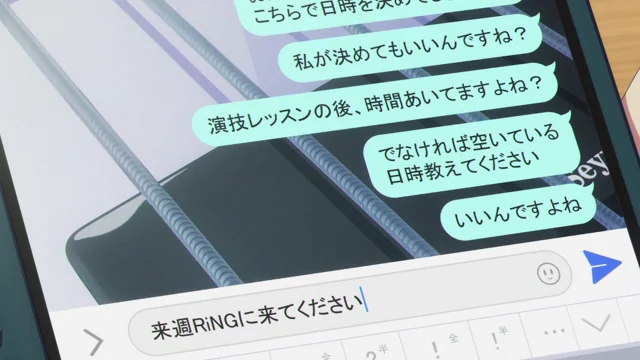 こちらで日時を決め
私が決めてもいいんですね?
演技レッスンの後、時間あいてますよね?
でなければ空いている
日時教えてください
いいんですよね
来週RiNGに来てください
全
?半
!全
!半
…